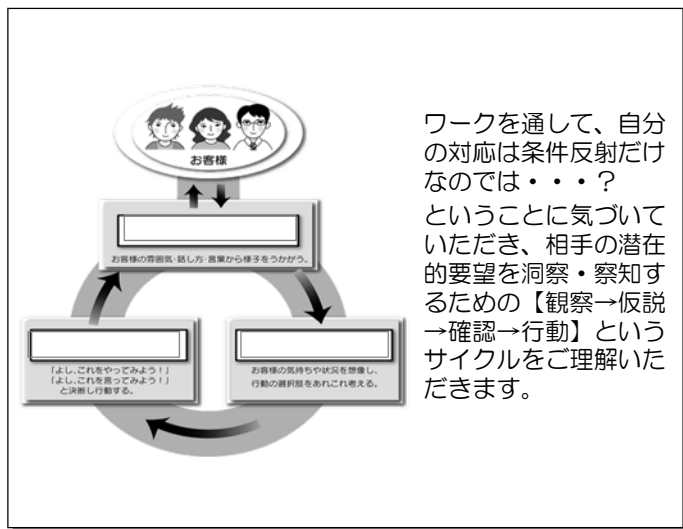 お客様
お客様の雰囲気・話し方・言葉から様子をうかがう。
「よし、これをやってみよう！」
「よし、これを言ってみよう！」
と決断し行動する。
お客様の気持ちや状況を想像し、
行動の選択肢をあれこれ考える。
ワークを通して、自分
の対応は条件反射だけ
なのでは・・・？
ということに気づいて
いただき、相手の潜在
的要望を洞察・察知す
るための【観察→仮説
→確認→行動】という
サイクルをご理解いた
だきます。